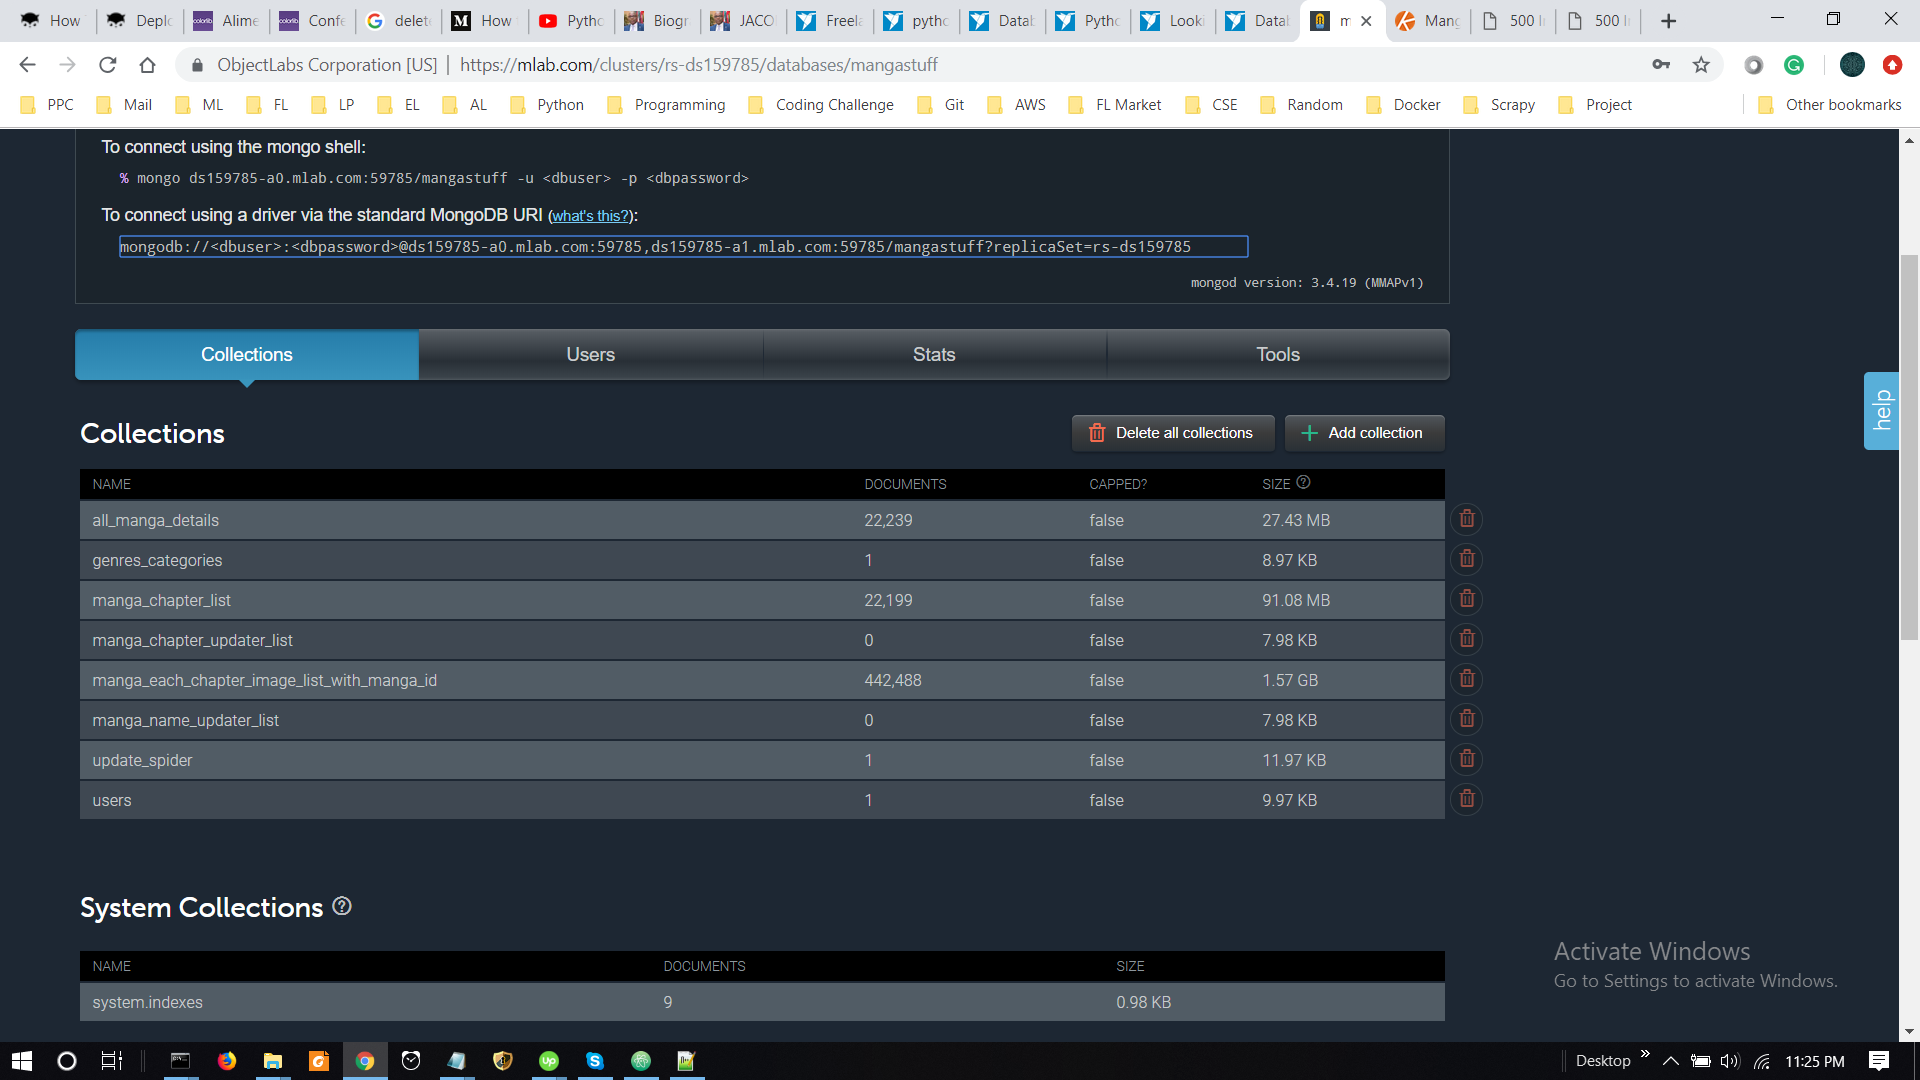 How
Deplo
Alime
Confe
delet
How
Pytho
Biogr
JACO
Freela
pytho
Datab
Pytho
Looki
Datab
m
Mang
500 I
500 I
ObjectLabs Corporation [US] | https://mlab.com/clusters/rs-ds159785/databases/mangastuff
PPC Mail ML FL LP EL AL Python Programming Coding Challenge Git AWS FL Market CSE Random Docker Scrapy Project Other bookmarks
To connect using the mongo shell:
% mongo ds159785-a0.mlab.com:59785/mangastuff -u <dbuser> -p <dbpassword>
To connect using a driver via the standard MongoDB URI (what's this?):
mongodb://<dbuser>:<dbpassword>@ds159785-a0.mlab.com:59785,ds159785-a1.mlab.com:59785/mangastuff?replicaSet=rs-ds159785
mongod version: 3.4.19 (MMAPv1)
Collections Users Stats Tools
help
Collections Delete all collections Add collection
NAME DOCUMENTS CAPPED? SIZE ?
all_manga_details 22,239 false 27.43 MB
genres_categories 1 false 8.97 KB
manga_chapter_list 22,199 false 91.08 MB
manga_chapter_updater_list 0 false 7.98 KB
manga_each_chapter_image_list_with_manga_id 442,488 false 1.57 GB
manga_name_updater_list 0 false 7.98 KB
update_spider 1 false 11.97 KB
users 1 false 9.97 KB
System Collections ?
NAME DOCUMENTS SIZE
system.indexes 9 0.98 KB
Activate Windows
Go to Settings to activate Windows.
Desktop » 11:25 PM